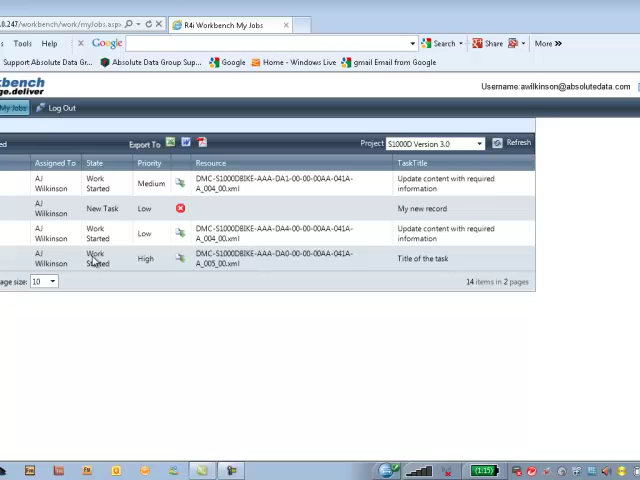 .0.247/workbench/work/myJobs.aspx
R4i Workbench My Jobs
s Tools Help
Google
Search
Share
More »
Support Absolute Data Gr...
Absolute Data Group Sup...
Google
Home - Windows Live
gmail Email from Google
kbench
ge.deliver
Username:awilkinson@absolutedata.com
My Jobs
Log Out
ed
Export To
Project
S1000D Version 3.0
Refresh
Assigned To State Priority Resource TaskTitle
AJ Wilkinson Work Started Medium DMC-S1000DBIKE-AAA-DA1-00-00-00AA-041A-A_004_00.xml Update content with required information
AJ Wilkinson New Task Low My new record
AJ Wilkinson Work Started Low DMC-S1000DBIKE-AAA-DA4-00-00-00AA-041A-A_004_00.xml Update content with required information
AJ Wilkinson Work Started High DMC-S1000DBIKE-AAA-DA0-00-00-00AA-041A-A_005_00.xml Title of the task
age size: 10
14 items in 2 pages
(1:15)